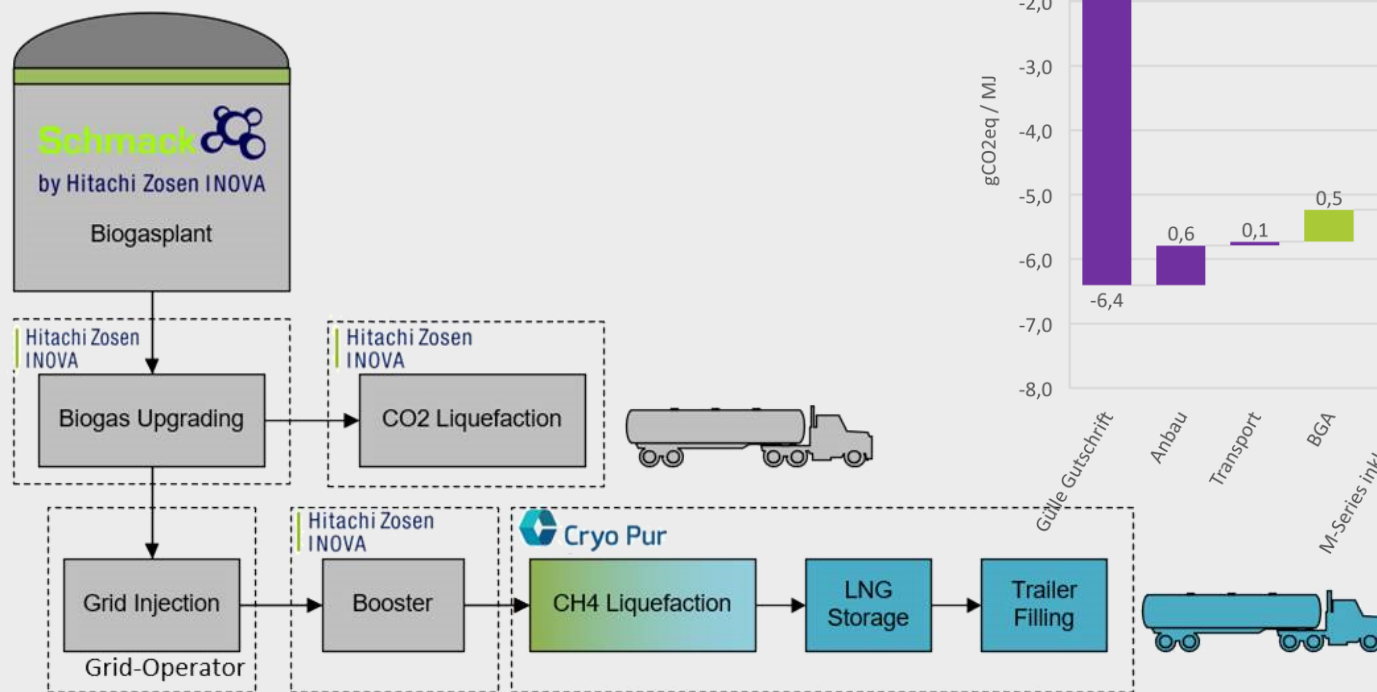 Schmack
by Hitachi Zosen INOVA
Biogasplant
Hitachi Zosen
INOVA
Biogas Upgrading
Hitachi Zosen
INOVA
CO2 Liquefaction
Grid Injection
Grid-Operator
Hitachi Zosen
INOVA
Booster
Cryo Pur
CH4 Liquefaction
LNG
Storage
Trailer
Filling
gCO2eq / MJ
-2,0
-3,0
-4,0
-5,0
-6,0
-7,0
-8,0
-6,4
0,6
0,1
0,5
Gülle Gutschrift
Anbau
Transport
BGA
M-Series